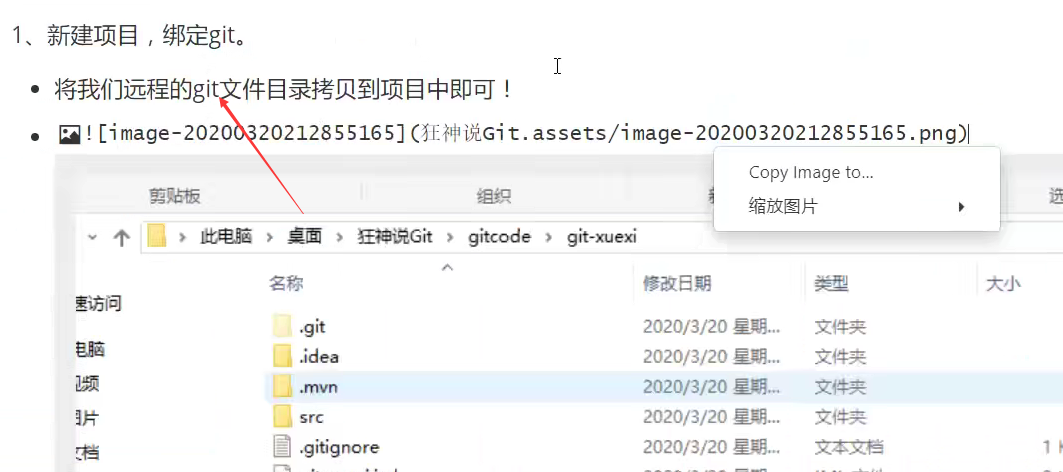 1、新建项目，绑定git。
将我们远程的git文件目录拷贝到项目中即可！
![image-20200320212855165](狂神说Git.assets/image-20200320212855165.png)
Copy Image to...
缩放图片
剪贴板 组织
此电脑 › 桌面 › 狂神说Git › gitcode › git-xuexi
名称 修改日期 类型 大小
速访问
.git 2020/3/20 星期... 文件夹
电脑
.idea 2020/3/20 星期... 文件夹
视频
.mvn 2020/3/20 星期... 文件夹
图片
src 2020/3/20 星期... 文件夹
文档
.gitignore 2020/3/20 星期... 文本文档 1